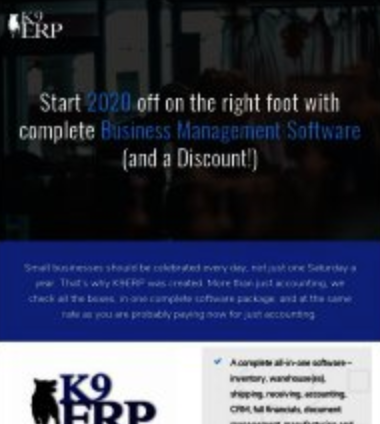 K9
ERP
Start 2020 off on the right foot with
complete Business Management Software
(and a Discount!)
Small businesses should be celebrated every day, not just one Saturday a
year. That's why K9ERP was created. More than just accounting, we
check all the boxes, in one complete software package, and at the same
rate as you are probably paying now for just accounting.
K9
ERP
A complete all-in-one software–
inventory, warehouse(ing),
shipping, receiving, accounting,
CRM, full financials, document
management, manufacturing and